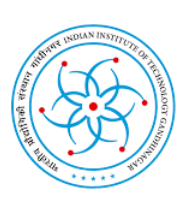 भारतीय प्रौद्योगिकी संस्थान गांधीनगर
INDIAN INSTITUTE OF TECHNOLOGY GANDHINAGAR